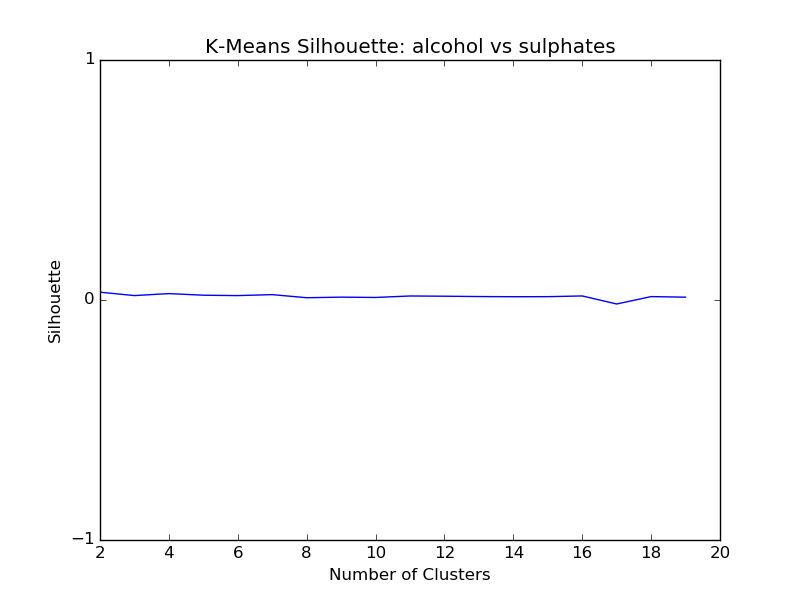 K-Means Silhouette: alcohol vs sulphates
1
0
−1
Silhouette
2 4 6 8 10 12 14 16 18 20
Number of Clusters